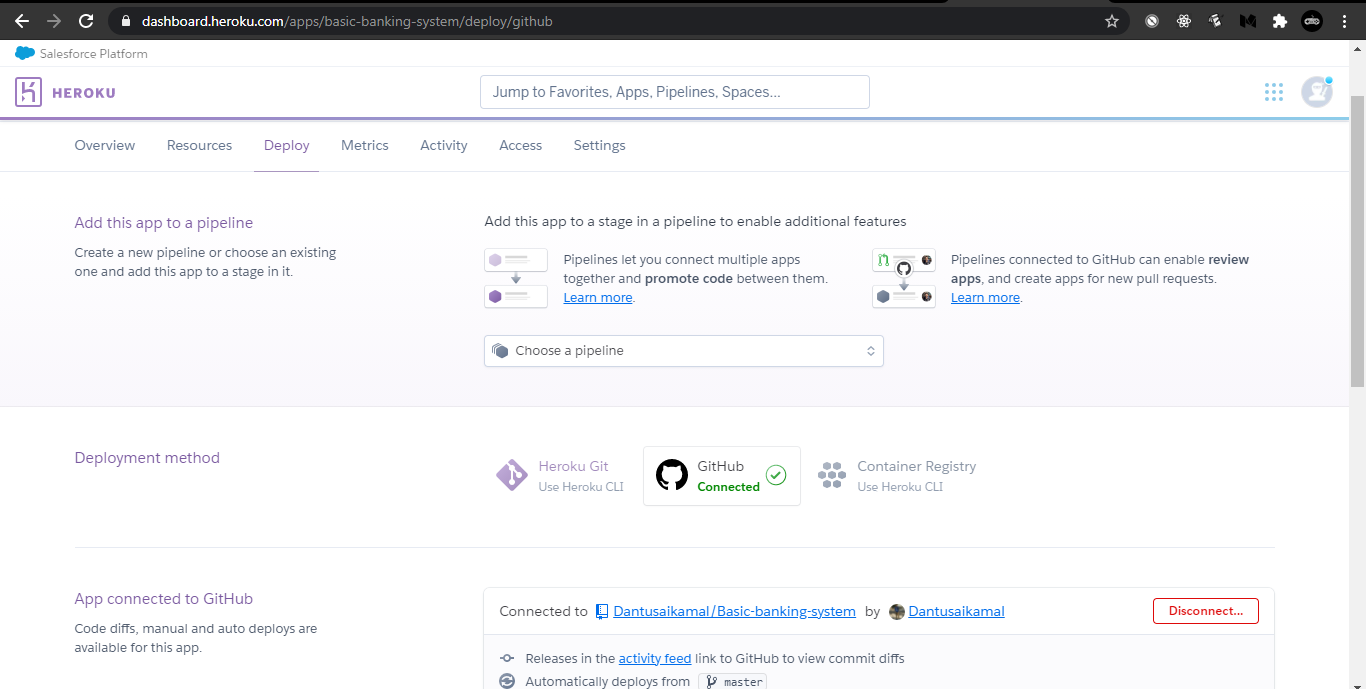 dashboard.heroku.com/apps/basic-banking-system/deploy/github
Salesforce Platform
HEROKU
Jump to Favorites, Apps, Pipelines, Spaces...
Overview Resources Deploy Metrics Activity Access Settings
Add this app to a pipeline
Create a new pipeline or choose an existing
one and add this app to a stage in it.
Add this app to a stage in a pipeline to enable additional features
Pipelines let you connect multiple apps
together and promote code between them.
Learn more.
Pipelines connected to GitHub can enable review
apps, and create apps for new pull requests.
Learn more.
Choose a pipeline
Deployment method
Heroku Git
Use Heroku CLI
GitHub
Connected
Container Registry
Use Heroku CLI
App connected to GitHub
Code diffs, manual and auto deploys are
available for this app.
Connected to Dantusaikamal/Basic-banking-system by Dantusaikamal
Disconnect...
Releases in the activity feed link to GitHub to view commit diffs
Automatically deploys from master